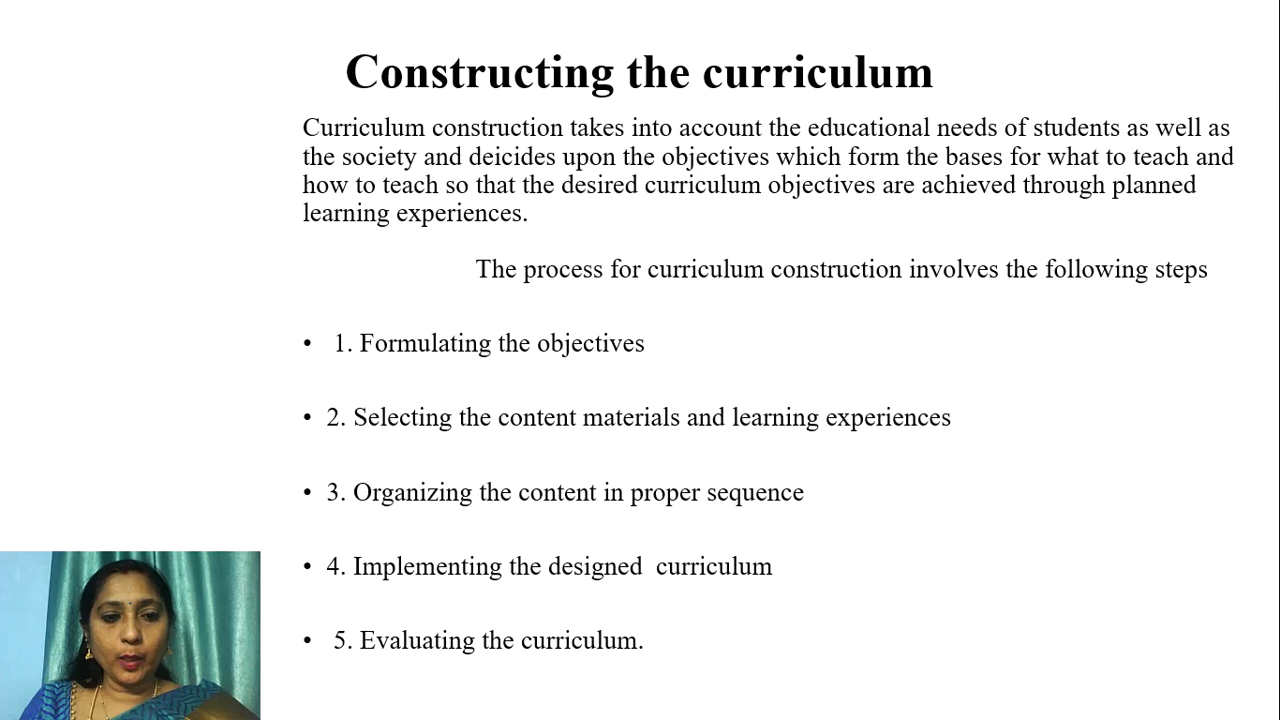 Constructing the curriculum
Curriculum construction takes into account the educational needs of students as well as
the society and deicides upon the objectives which form the bases for what to teach and
how to teach so that the desired curriculum objectives are achieved through planned
learning experiences.
The process for curriculum construction involves the following steps
• 1. Formulating the objectives
• 2. Selecting the content materials and learning experiences
• 3. Organizing the content in proper sequence
• 4. Implementing the designed  curriculum
• 5. Evaluating the curriculum.